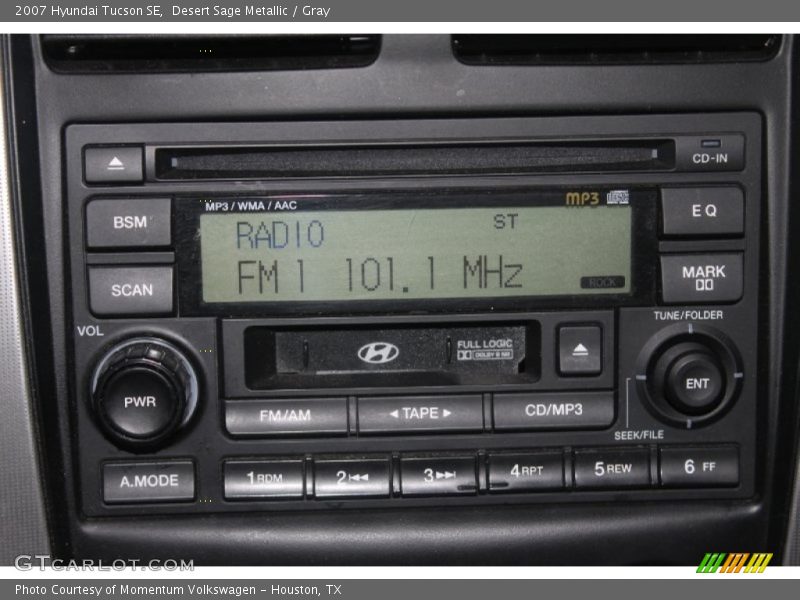 2007 Hyundai Tucson SE,  Desert Sage Metallic / Gray
CD-IN
MP3 / WMA / AAC
MP3
BSM
EQ
RADIO
ST
FM1 101.1 MHz
ROCK
SCAN
MARK
VOL
TUNE/FOLDER
FULL LOGIC
DOLBY B NR
PWR
ENT
FM/AM
◄ TAPE ►
CD/MP3
SEEK/FILE
A.MODE
1 RDM
2 ⏮
3 ⏭
4 RPT
5 REW
6 FF
GTCARLOT.COM
Photo Courtesy of Momentum Volkswagen - Houston, TX